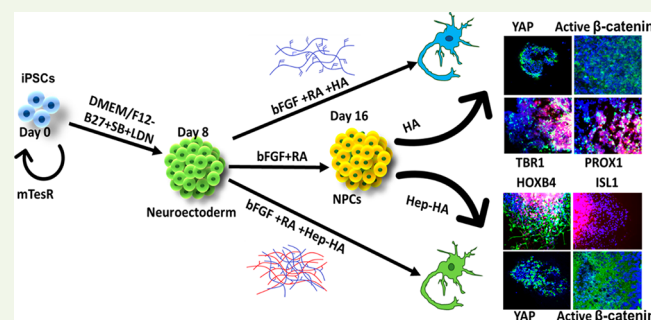 iPSCs
Day 0
mTesR
DMEM/F12-
B27+SB+LDN
Day 8
Neuroectoderm
bFGF +RA +HA
bFGF+RA
bFGF +RA +Hep-HA
Day 16
NPCs
HA
Hep-HA
YAP
Active β-catenin
TBR1
PROX1
HOXB4
ISL1
YAP
Active β-catenin